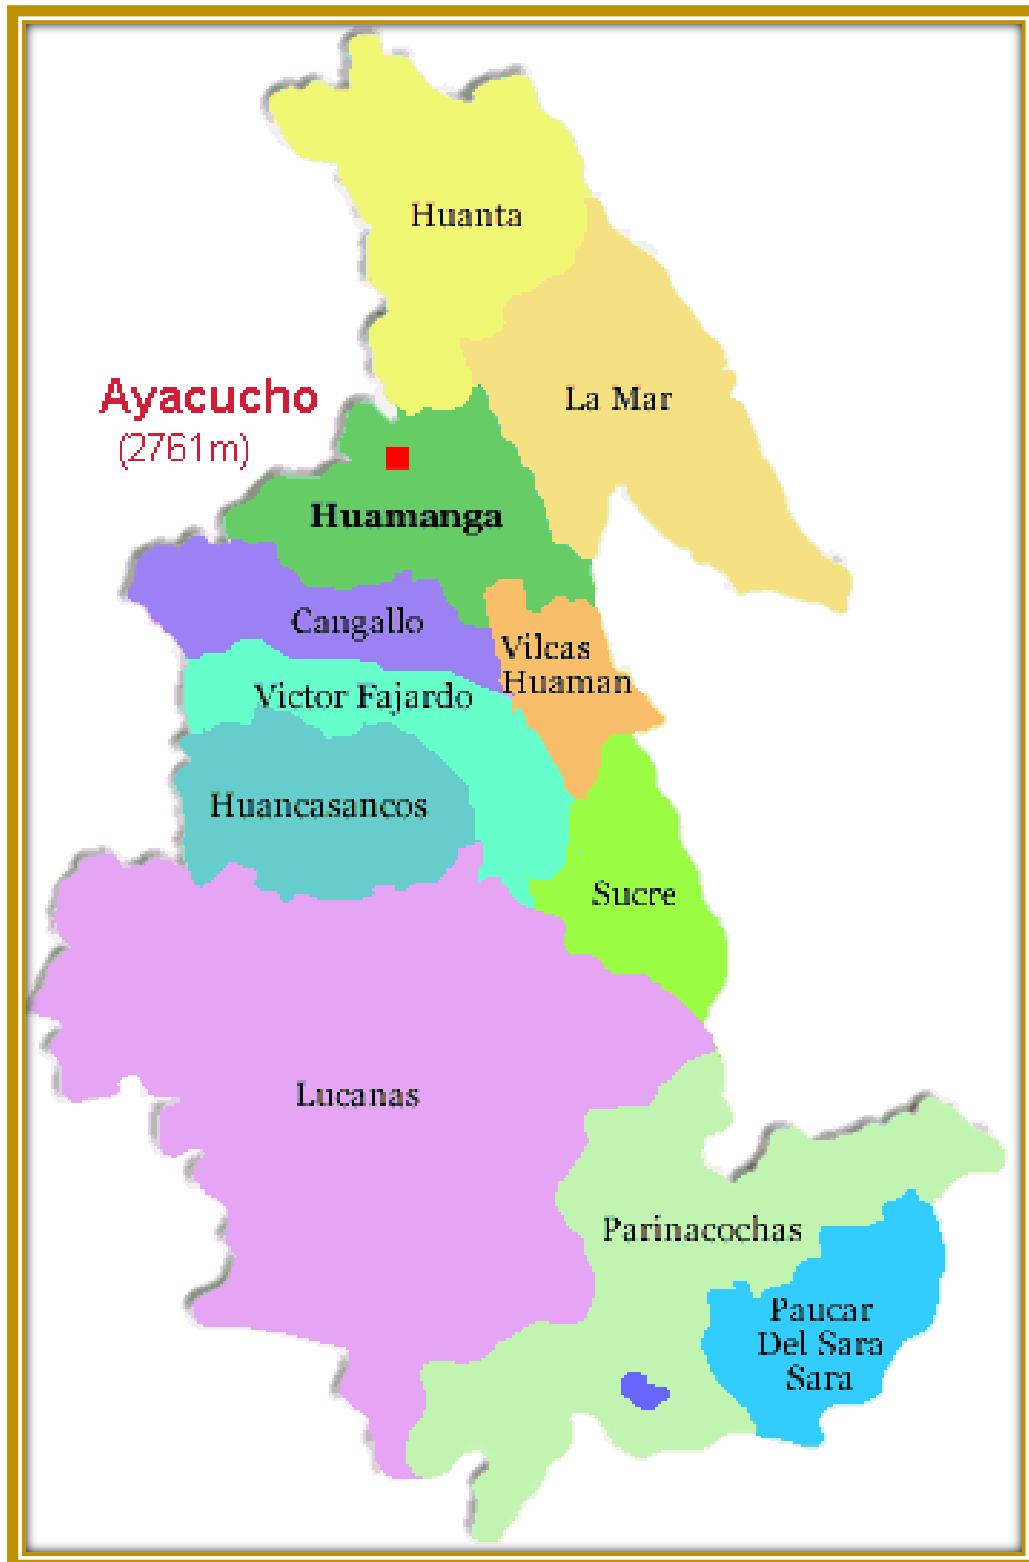 Huanta
La Mar
Ayacucho
(2761m)
Huamanga
Cangallo
Vilcas
Huaman
Victor Fajardo
Huancasancos
Sucre
Lucanas
Parinacochas
Paucar
Del Sara
Sara